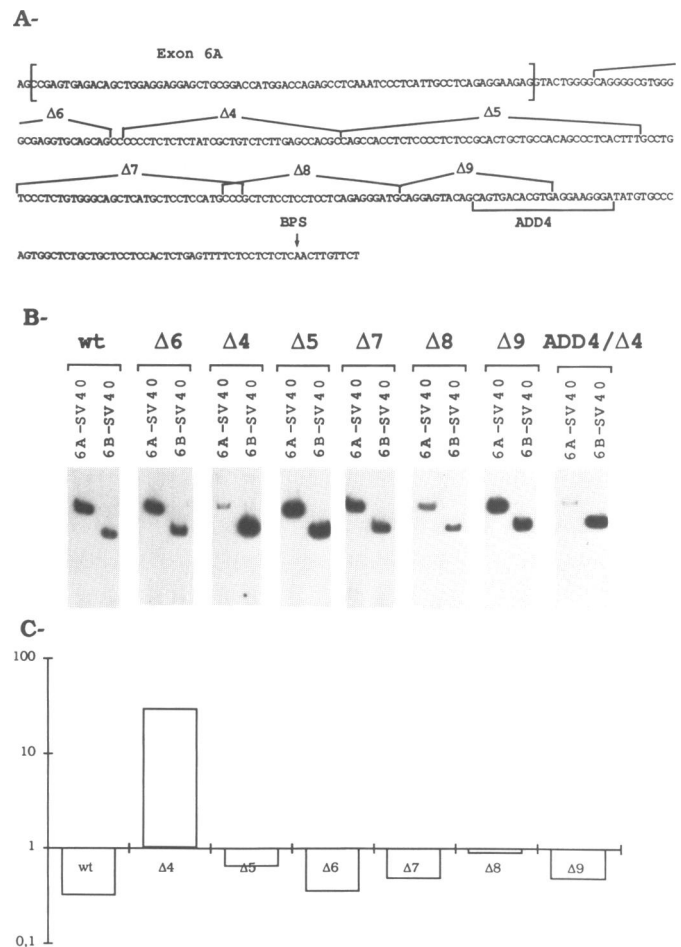 A-
Exon 6A
AGCCGAGTGAGACAGCTGGAGGAGGAGCTGCGGACCATGGACCAGAGCCTCAAATCCCTCATTGCCTCAGAGGAAGAGGTACTGGGGCAGGGGCGTGGG
Δ6 Δ4 Δ5
GCGAGGTGCAGCAGCCCCCCCTCTCTCTATCGCTGTCTCTTGAGCCACGCCAGCCACCTCTCCCCTCTCCGCACTGCTGCCACAGCCCTCACTTTGCCTG
Δ7 Δ8 Δ9
TCCCTCTGTGGGCAGCTCATGCTCCTCCATGCCCGCTCTCCTCCTCCTCAGAGGGATGCAGGAGTACAGCAGTGACACGTGAGGAAGGGATATGTGCCC
BPS ADD4
AGTGGCTCTGCTGCTCCTCCACTCTGAGTTTTCTCCTCTCTCAACTTGTTCT
B-
wt Δ6 Δ4 Δ5 Δ7 Δ8 Δ9 ADD4/Δ4
6A-SV40 6B-SV40 6A-SV40 6B-SV40 6A-SV40 6B-SV40 6A-SV40 6B-SV40 6A-SV40 6B-SV40 6A-SV40 6B-SV40 6A-SV40 6B-SV40 6A-SV40 6B-SV40
C-
100
10
1
wt Δ4 Δ5 Δ6 Δ7 Δ8 Δ9
0,1